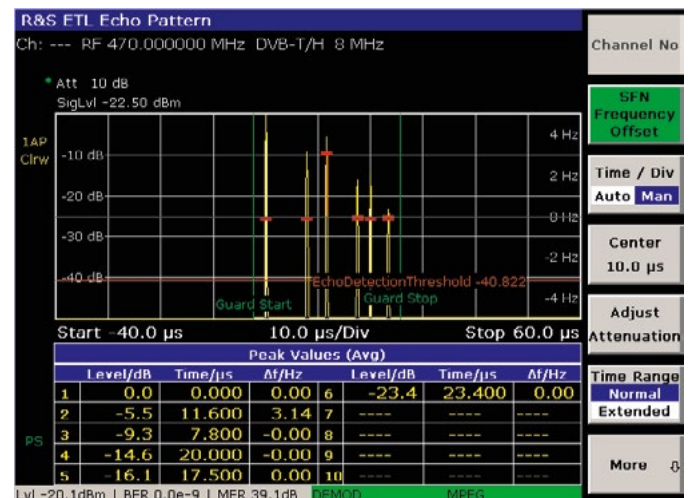 R&S ETL Echo Pattern
Ch: --- RF 470.000000 MHz DVB-T/H 8 MHz
* Att 10 dB
SigLvl -22.50 dBm
1AP
Clrw
-10 dB
-20 dB
-30 dB
-40 dB
4 Hz
2 Hz
0 Hz
-2 Hz
-4 Hz
EchoDetectionThreshold -40.822
Guard Start
Guard Stop
Start -40.0 µs 10.0 µs/Div Stop 60.0 µs
Peak Values (Avg)
Level/dB Time/µs Δf/Hz Level/dB Time/µs Δf/Hz
1 0.0 0.000 0.00 6 -23.4 23.400 0.00
2 -5.5 11.600 3.14 7 ---- ---- ----
3 -9.3 7.800 -0.00 8 ---- ---- ----
4 -14.6 20.000 -0.00 9 ---- ---- ----
5 -16.1 17.500 0.00 10 ---- ---- ----
PS
Lvl -20.1dBm | BER 0.0e-9 | MER 39.1dB DEMOD MPEG
Channel No
SFN
Frequency
Offset
Time / Div
Auto Man
Center
10.0 µs
Adjust
Attenuation
Time Range
Normal
Extended
More